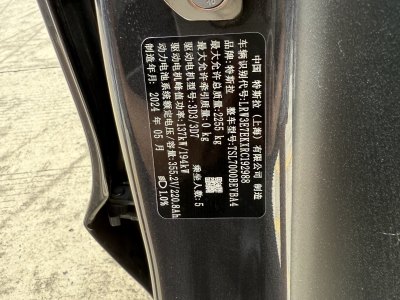 中国 特斯拉（上海）有限公司 制造
车辆识别代号：LRW3E7EKXRC192988
品牌：特斯拉 整车型号：TSL7000BEVBA4
最大允许总质量：2255 kg
最大允许牵引质量：0 kg
驱动电机型号：3D3/3D7 乘坐人数：5
驱动电机峰值功率：137kW/194kW
动力电池系统额定电压/容量：355.2V/220.8Ah
制造年月：2024 年 05 月 1.0%